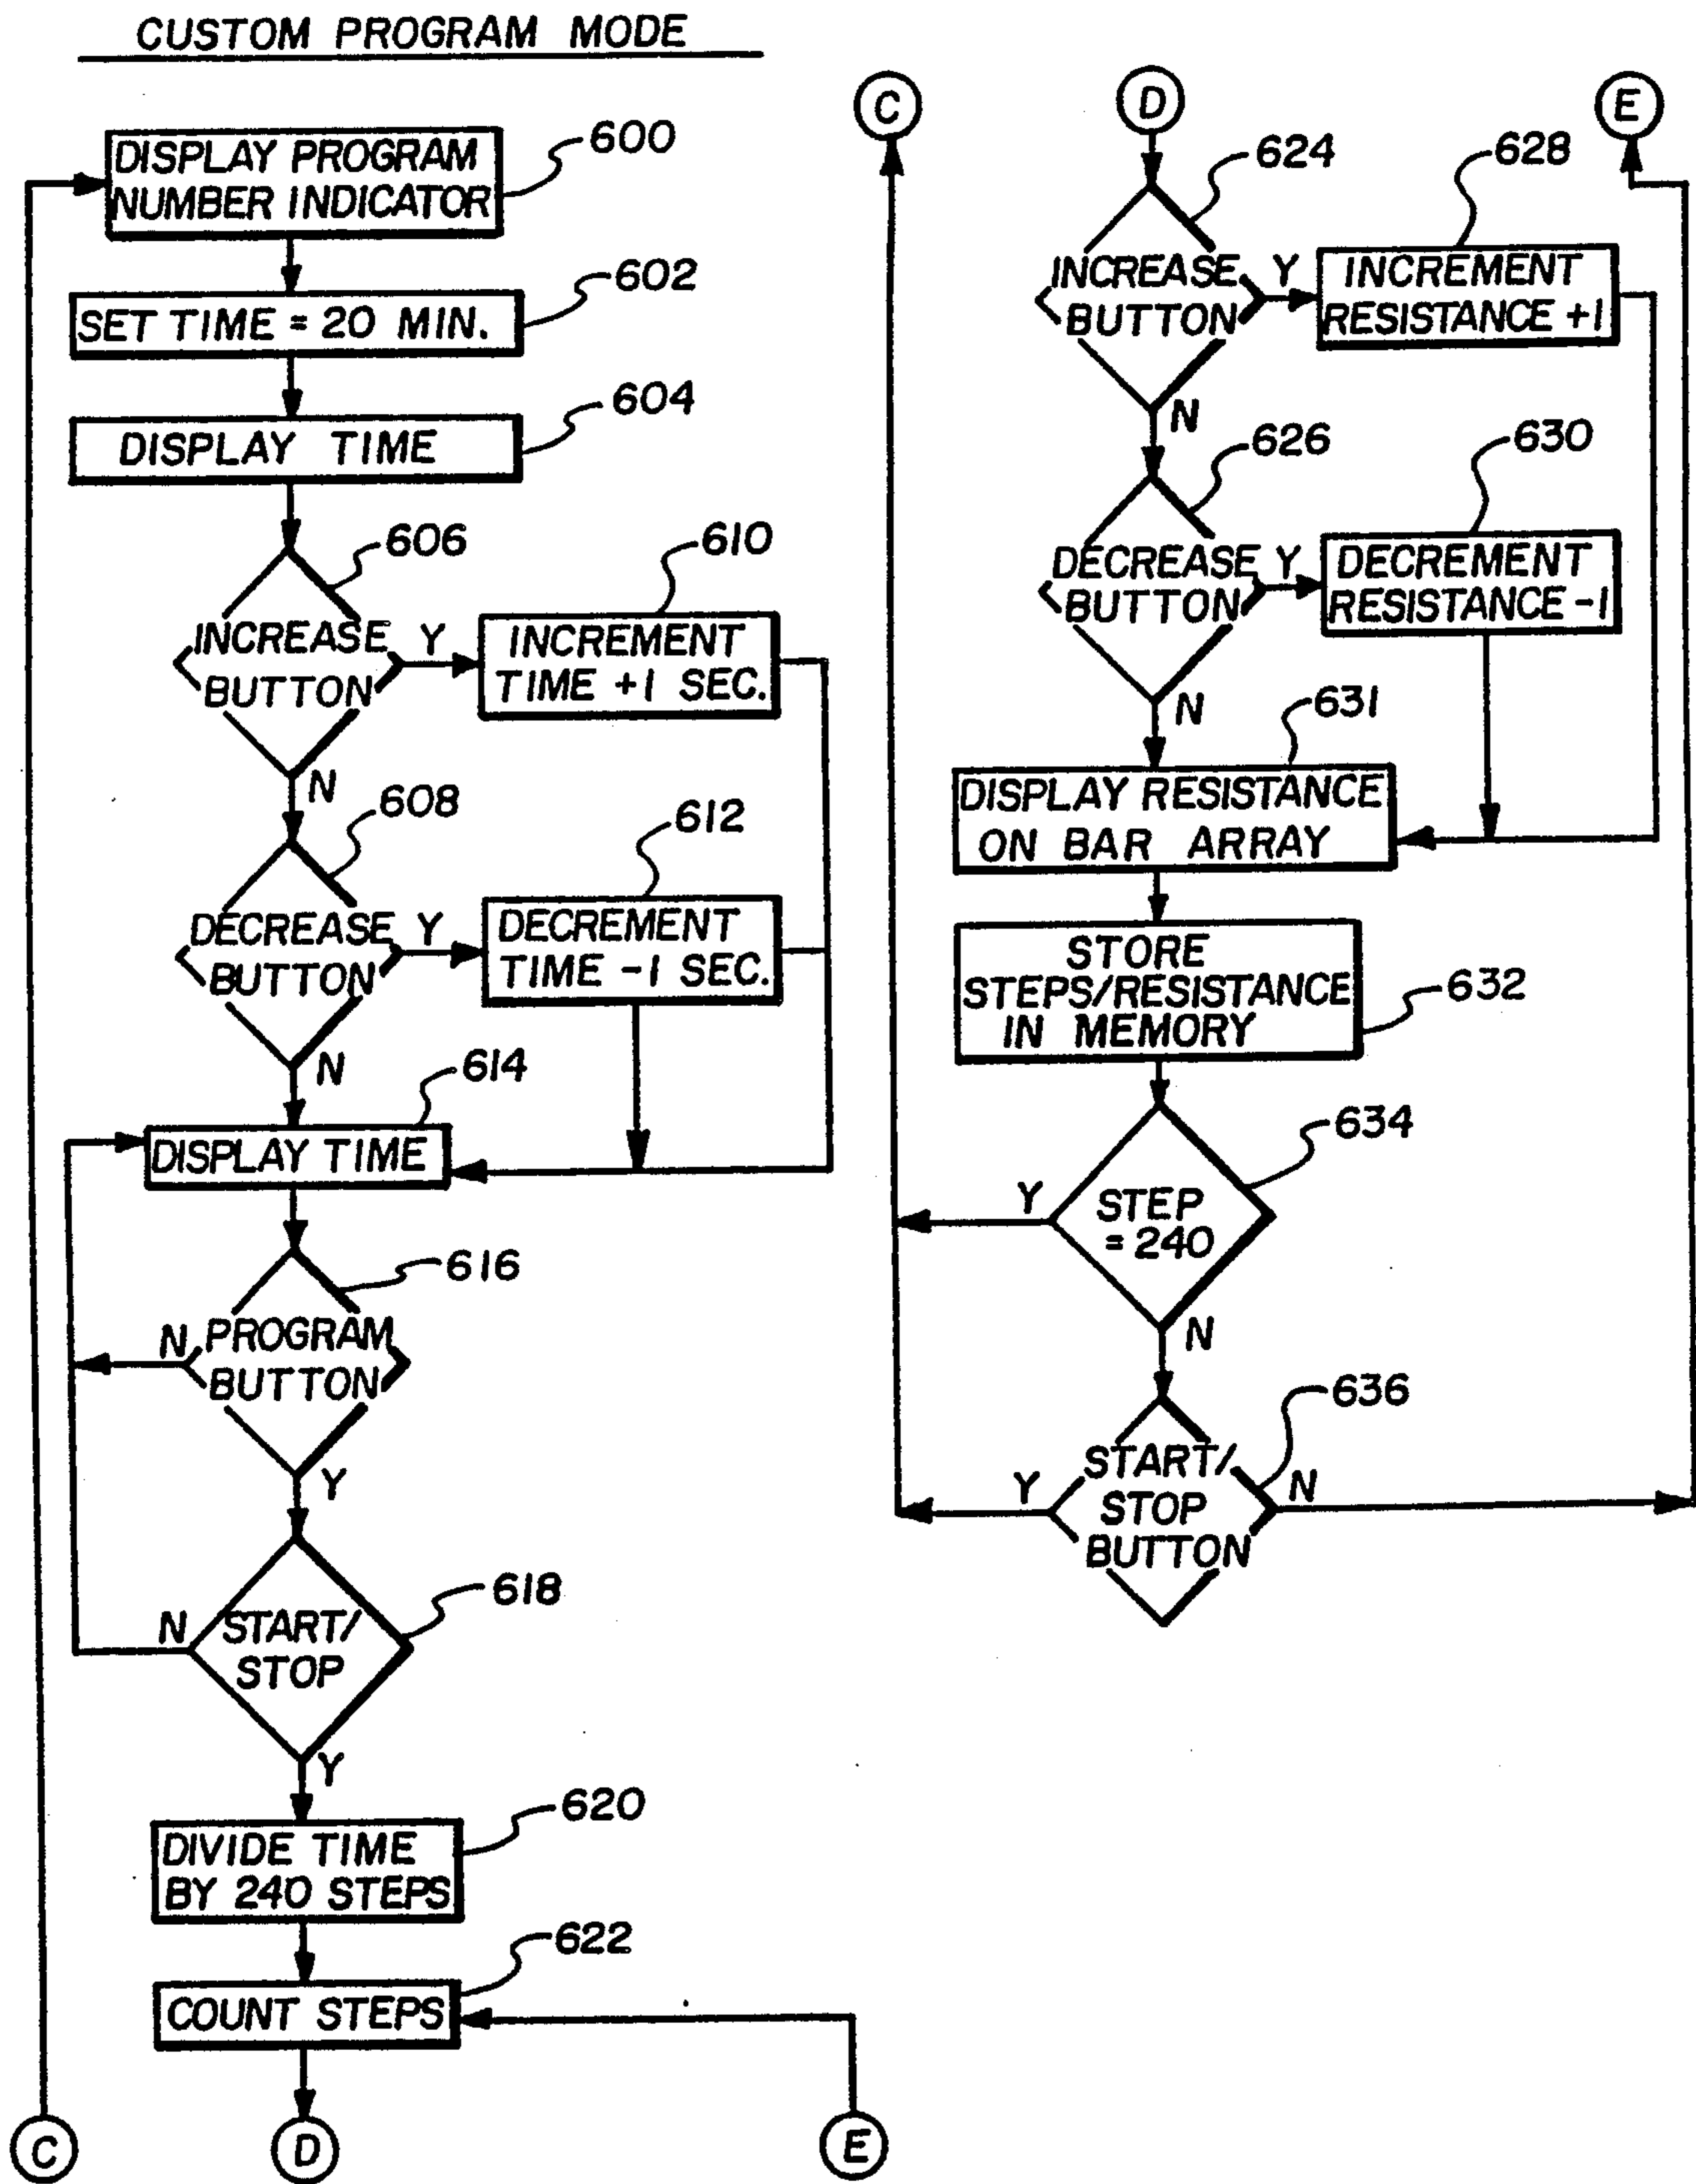 CUSTOM PROGRAM MODE
DISPLAY PROGRAM
NUMBER INDICATOR
600
SET TIME = 20 MIN.
602
DISPLAY TIME
604
606
INCREASE
BUTTON
Y
INCREMENT
TIME +1 SEC.
610
N
608
DECREASE
BUTTON
Y
DECREMENT
TIME -1 SEC.
612
N
614
DISPLAY TIME
616
N
PROGRAM
BUTTON
Y
618
N
START/
STOP
Y
620
DIVIDE TIME
BY 240 STEPS
622
COUNT STEPS
C
D
E
C
D
E
624
INCREASE
BUTTON
Y
628
INCREMENT
RESISTANCE +1
N
626
DECREASE
BUTTON
Y
630
DECREMENT
RESISTANCE -1
N
631
DISPLAY RESISTANCE
ON BAR ARRAY
STORE
STEPS/RESISTANCE
IN MEMORY
632
634
Y
STEP
= 240
N
636
Y
START/
STOP
BUTTON
N